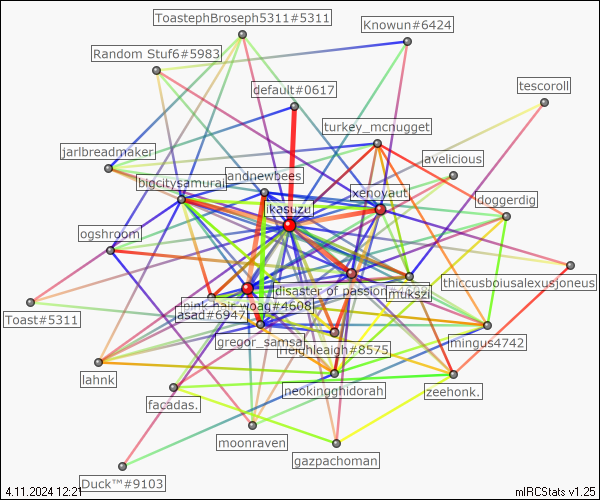 ToastephBroseph5311#5311
Knowun#6424
Random Stuf6#5983
tescoroll
default#0617
turkey_mcnugget
jarlbreadmaker
avelicious
andnewbees
bigcitysamurai
xenoyaut
doggerdig
ikasuzu
ogshroom
thiccusboiusalexusjoneus
disaster of passion
mukszi
pink hair woag#4608
Toast#5311
asad#6947
gregor_samsa
mingus4742
Heighleaigh#8575
lahnk
neokingghidorah
zeehonk.
facadas.
moonraven
gazpachoman
Duck™#9103
4.11.2024 12:21
mIRCStats v1.25